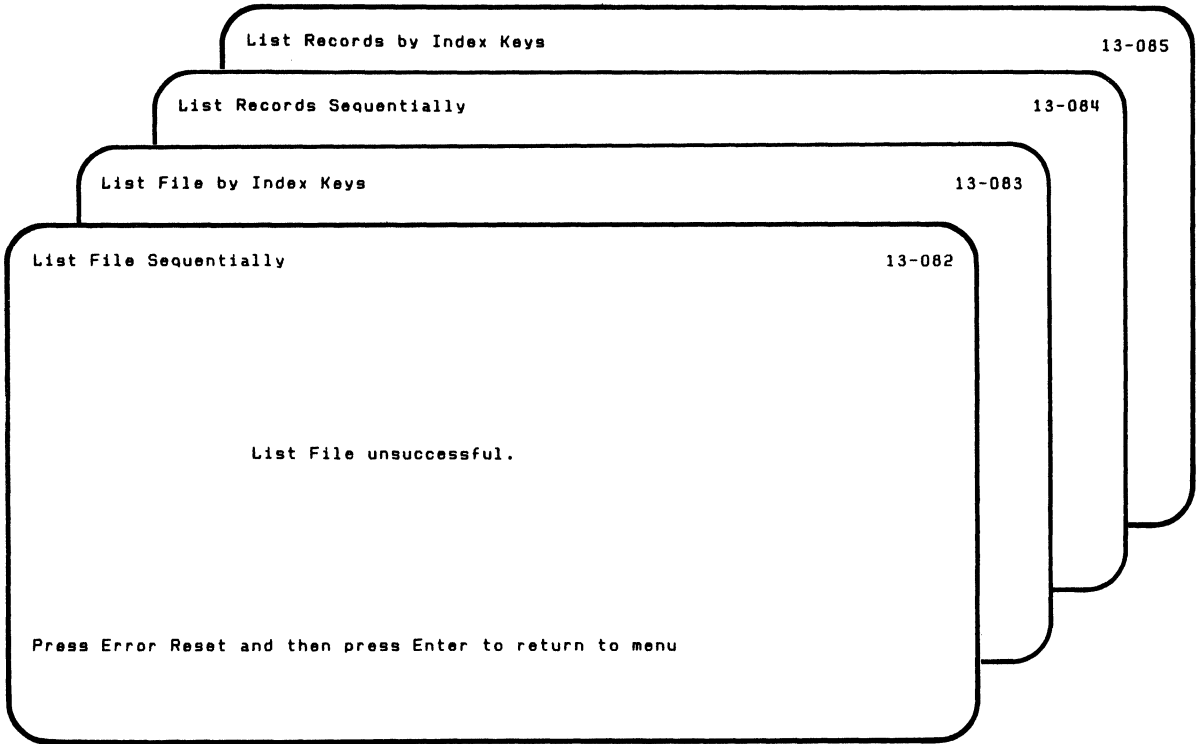 List Records by Index Keys 13-085
List Records Sequentially 13-084
List File by Index Keys 13-083
List File Sequentially 13-082
List File unsuccessful.
Press Error Reset and then press Enter to return to menu